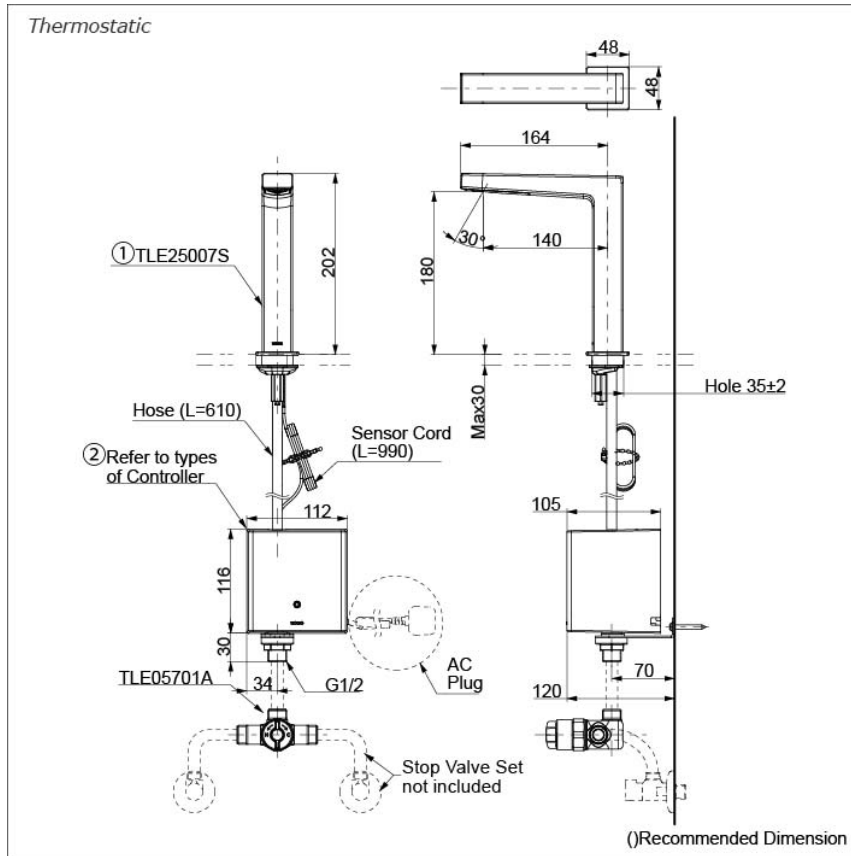 Thermostatic
48
48
164
①TLE25007S
202
180
30°
140
Max30
Hole 35±2
Hose (L=610)
Sensor Cord
(L=990)
②Refer to types
of Controller
112
105
116
30
TLE05701A
34
G1/2
AC
Plug
70
120
Stop Valve Set
not included
()Recommended Dimension